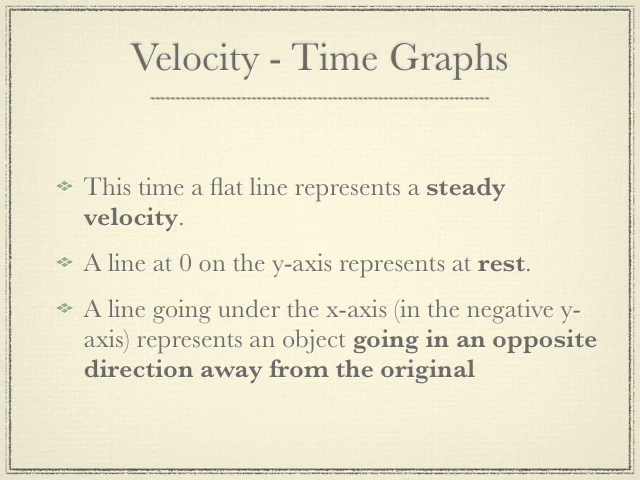 Velocity - Time Graphs
This time a flat line represents a steady
velocity.
A line at 0 on the y-axis represents at rest.
A line going under the x-axis (in the negative y-
axis) represents an object going in an opposite
direction away from the original